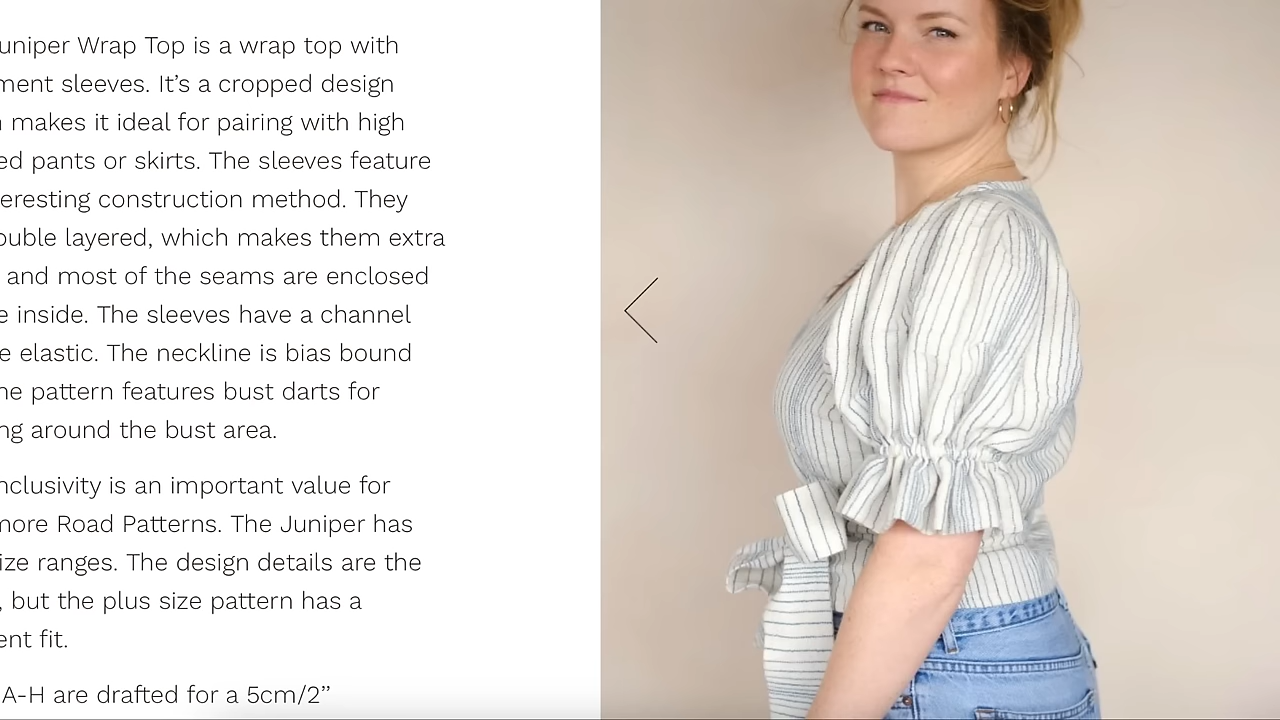 uniper Wrap Top is a wrap top with
ment sleeves. It’s a cropped design
makes it ideal for pairing with high
ed pants or skirts. The sleeves feature
eresting construction method. They
ouble layered, which makes them extra
and most of the seams are enclosed
e inside. The sleeves have a channel
e elastic. The neckline is bias bound
he pattern features bust darts for
ng around the bust area.
nclusivity is an important value for
more Road Patterns. The Juniper has
ize ranges. The design details are the
, but the plus size pattern has a
ent fit.
A-H are drafted for a 5cm/2”